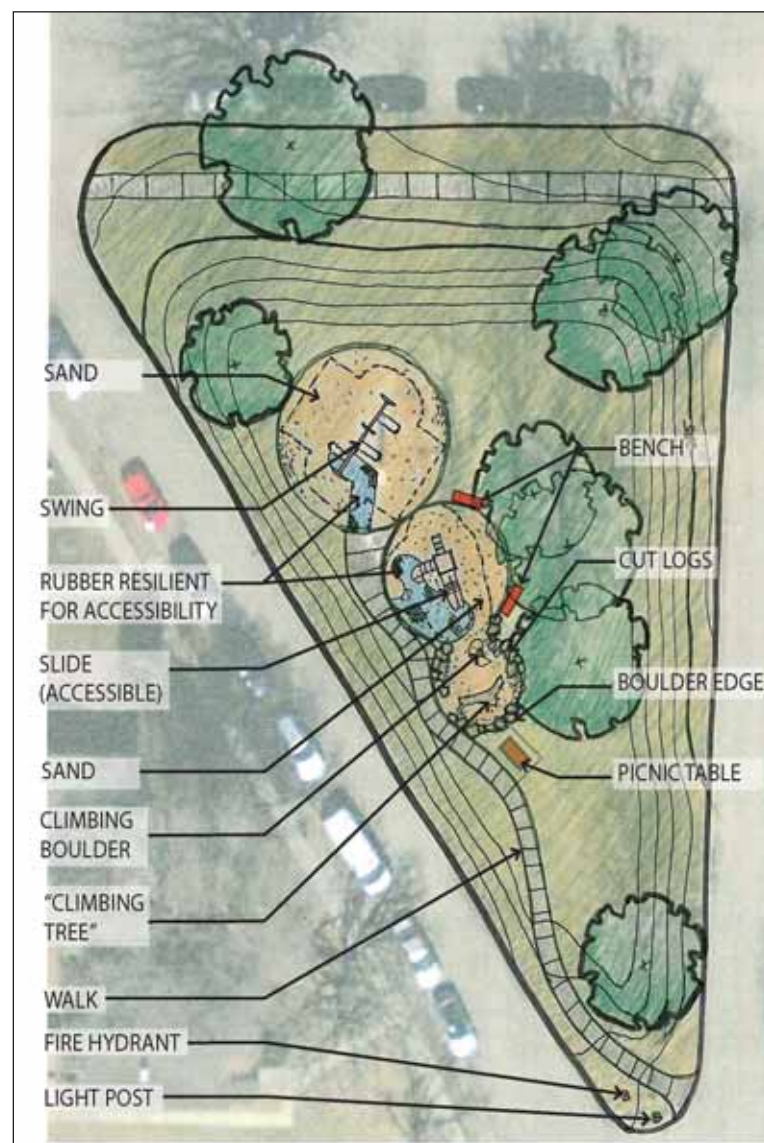 SAND
SWING
RUBBER RESILIENT
FOR ACCESSIBILITY
SLIDE
(ACCESSIBLE)
SAND
CLIMBING
BOULDER
"CLIMBING
TREE"
WALK
FIRE HYDRANT
LIGHT POST
BENCH
CUT LOGS
BOULDER EDGE
PICNIC TABLE